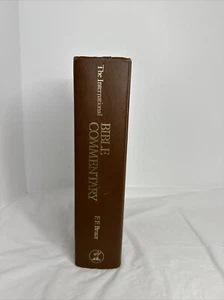 The International
BIBLE
COMMENTARY
F.F. Bruce